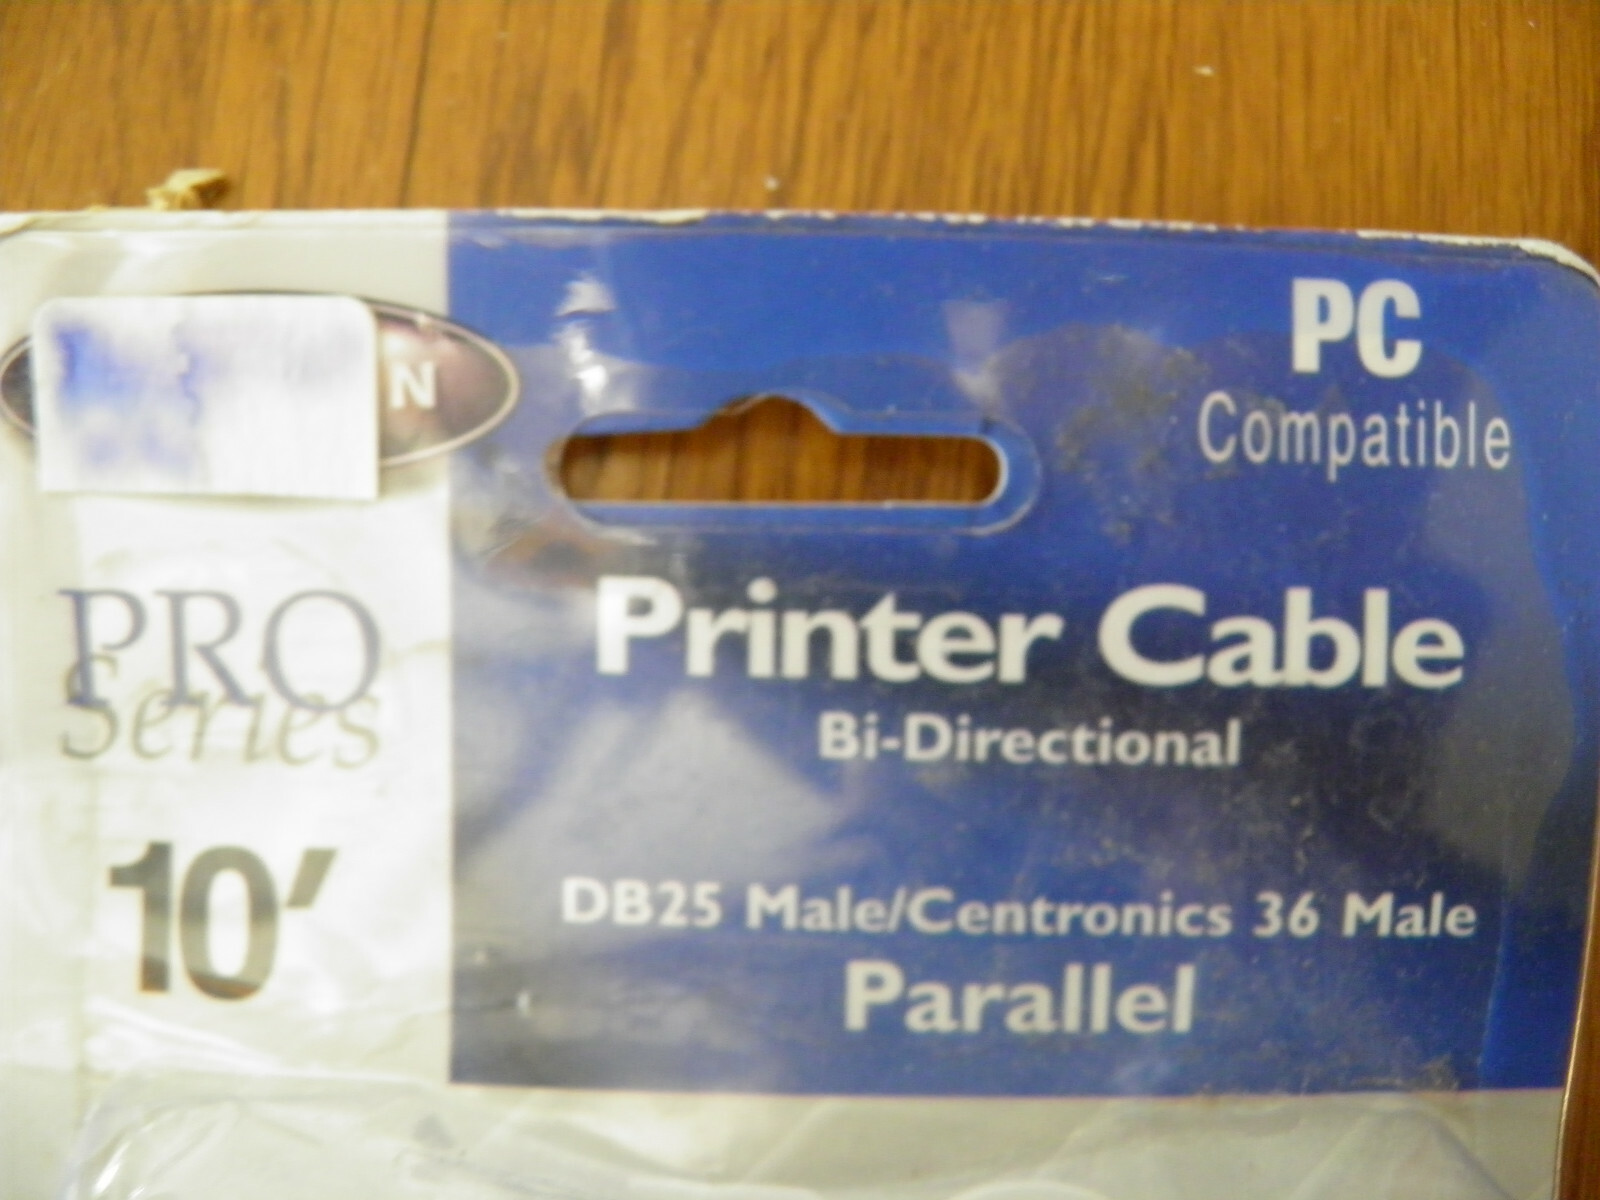 N
PC
Compatible
PRO
Series
10'
Printer Cable
Bi-Directional
DB25 Male/Centronics 36 Male
Parallel